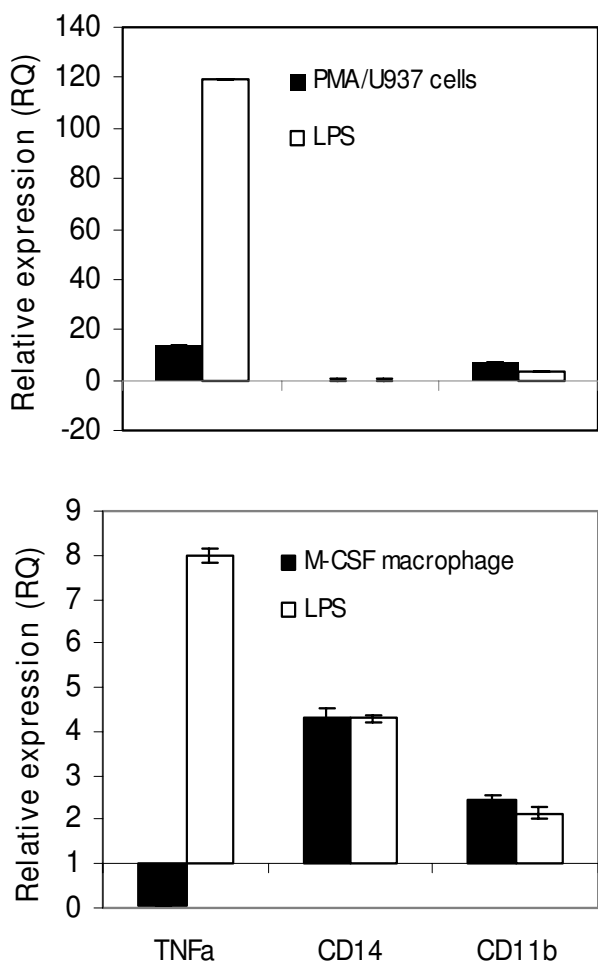 Relative expression (RQ)
140
120
100
80
60
40
20
0
-20
PMA/U937 cells
LPS
Relative expression (RQ)
9
8
7
6
5
4
3
2
1
0
M-CSF macrophage
LPS
TNFa CD14 CD11b